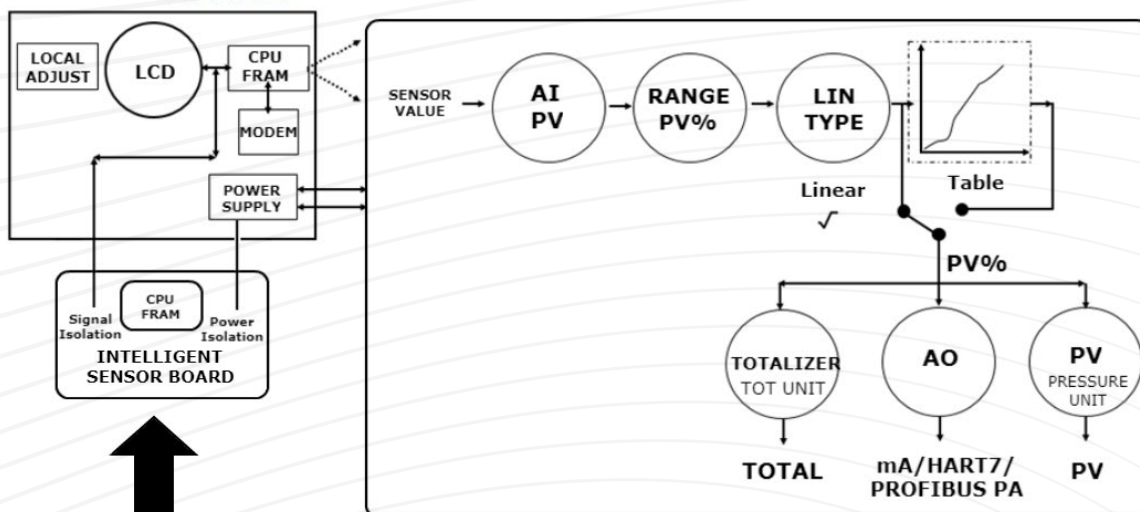 LOCAL
ADJUST
LCD
CPU
FRAM
MODEM
POWER
SUPPLY
CPU
FRAM
Signal
Isolation
Power
Isolation
INTELLIGENT
SENSOR BOARD
SENSOR
VALUE
AI
PV
RANGE
PV%
LIN
TYPE
Linear
√
Table
PV%
TOTALIZER
TOT UNIT
AO
PV
PRESSURE
UNIT
TOTAL
mA/HART7/
PROFIBUS PA
PV